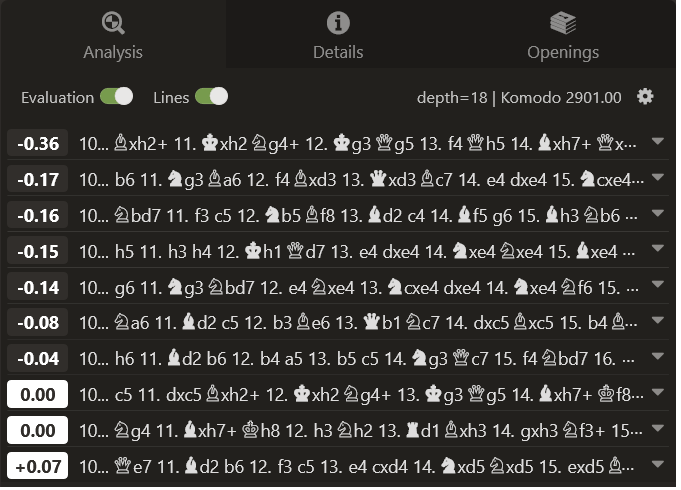 Analysis Details Openings
Evaluation Lines depth=18 | Komodo 2901.00
-0.36 10... ♗xh2+ 11. ♚xh2 ♘g4+ 12. ♚g3 ♕g5 13. f4 ♕h5 14. ♝xh7+ ♕x...
-0.17 10... b6 11. ♞g3 ♗a6 12. f4 ♗xd3 13. ♛xd3 ♗c7 14. e4 dxe4 15. ♞cxe4...
-0.16 10... ♘bd7 11. f3 c5 12. ♞b5 ♗f8 13. ♝d2 c4 14. ♝f5 g6 15. ♝h3 ♘b6 ...
-0.15 10... h5 11. h3 h4 12. ♚h1 ♕d7 13. e4 dxe4 14. ♞xe4 ♘xe4 15. ♝xe4 ...
-0.14 10... g6 11. ♞g3 ♘bd7 12. e4 ♘xe4 13. ♞cxe4 dxe4 14. ♞xe4 ♘f6 15. ...
-0.08 10... ♘a6 11. ♝d2 c5 12. b3 ♗e6 13. ♛b1 ♘c7 14. dxc5 ♗xc5 15. b4 ♗...
-0.04 10... h6 11. ♝d2 b6 12. b4 a5 13. b5 c5 14. ♞g3 ♕c7 15. f4 ♘bd7 16. ...
0.00 10... c5 11. dxc5 ♗xh2+ 12. ♚xh2 ♘g4+ 13. ♚g3 ♕g5 14. ♝xh7+ ♔f8...
0.00 10... ♘g4 11. ♝xh7+ ♔h8 12. h3 ♘h2 13. ♜d1 ♗xh3 14. gxh3 ♘f3+ 15...
+0.07 10... ♕e7 11. ♝d2 b6 12. f3 c5 13. e4 cxd4 14. ♞xd5 ♘xd5 15. exd5 ♗...